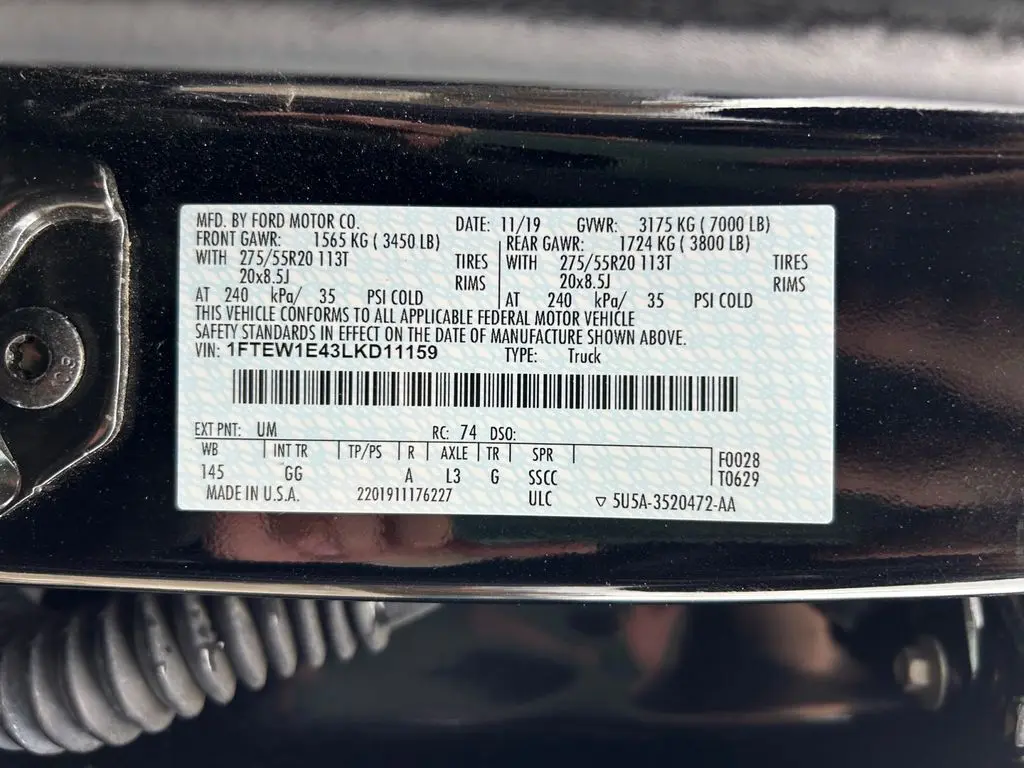 MFD. BY FORD MOTOR CO. DATE: 11/19 GVWR: 3175 KG ( 7000 LB)
FRONT GAWR: 1565 KG ( 3450 LB) REAR GAWR: 1724 KG ( 3800 LB)
WITH 275/55R20 113T TIRES WITH 275/55R20 113T TIRES
20x8.5J RIMS 20x8.5J RIMS
AT 240 kPa/ 35 PSI COLD AT 240 kPa/ 35 PSI COLD
THIS VEHICLE CONFORMS TO ALL APPLICABLE FEDERAL MOTOR VEHICLE
SAFETY STANDARDS IN EFFECT ON THE DATE OF MANUFACTURE SHOWN ABOVE.
VIN: 1FTEW1E43LKD11159 TYPE: Truck
EXT PNT: UM RC: 74 DSO:
WB INT TR TP/PS R AXLE TR SPR F0028
145 GG A L3 G SSCC T0629
MADE IN U.S.A. 2201911176227 ULC ▽ 5U5A-3520472-AA